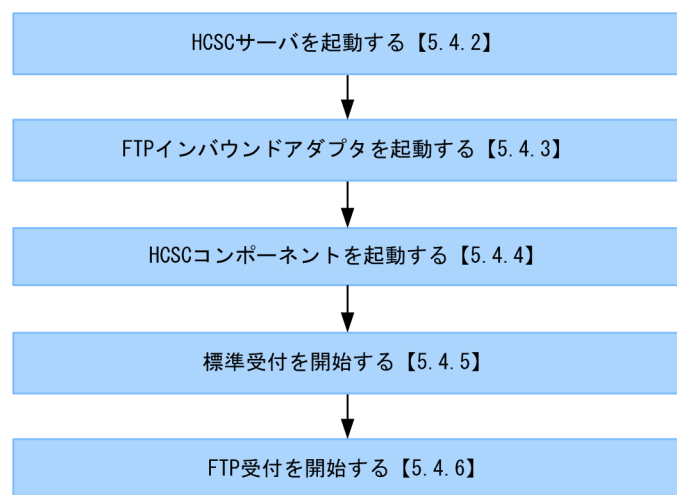 HCSCサーバを起動する【5.4.2】
FTPインバウンドアダプタを起動する【5.4.3】
HCSCコンポーネントを起動する【5.4.4】
標準受付を開始する【5.4.5】
FTP受付を開始する【5.4.6】